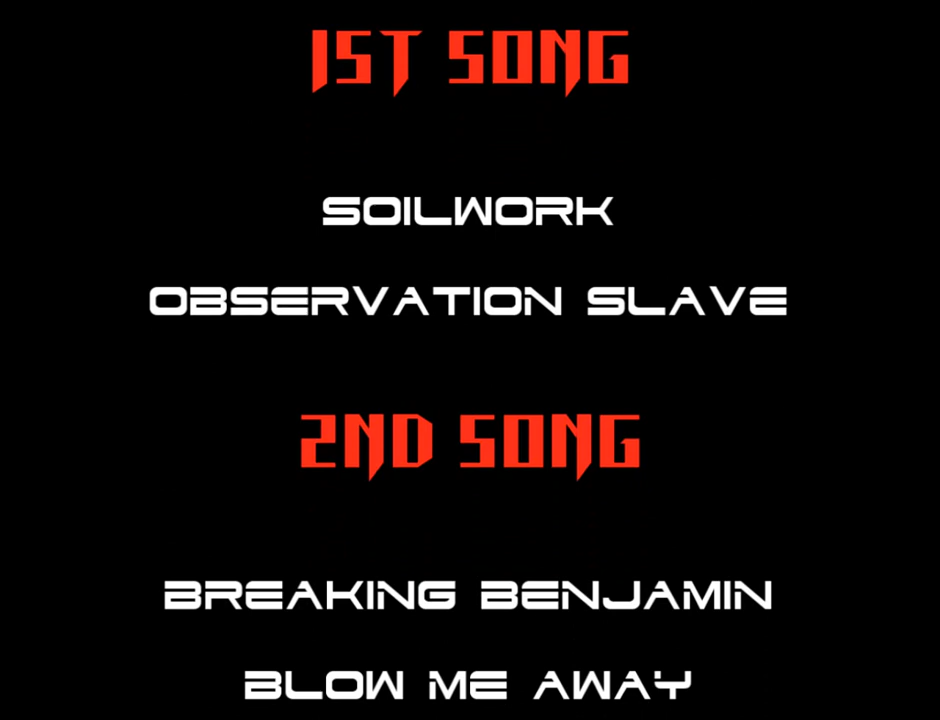 1ST SONG
SOILWORK
OBSERVATION SLAVE
2ND SONG
BREAKING BENJAMIN
BLOW ME AWAY